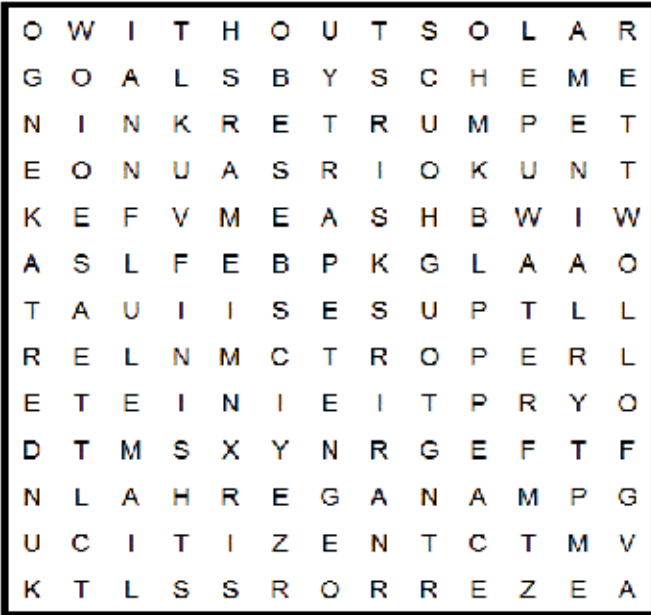 O W I T H O U T S O L A R
G O A L S B Y S C H E M E
N I N K R E T R U M P E T
E O N U A S R I O K U N T
K E F V M E A S H B W I W
A S L F E B P K G L A A O
T A U I I S E S U P T L L
R E L N M C T R O P E R L
E T E I N I E I T P R Y O
D T M S X Y N R G E F T F
N L A H R E G A N A M P G
U C I T I Z E N T C T M V
K T L S S R O R R E Z E A